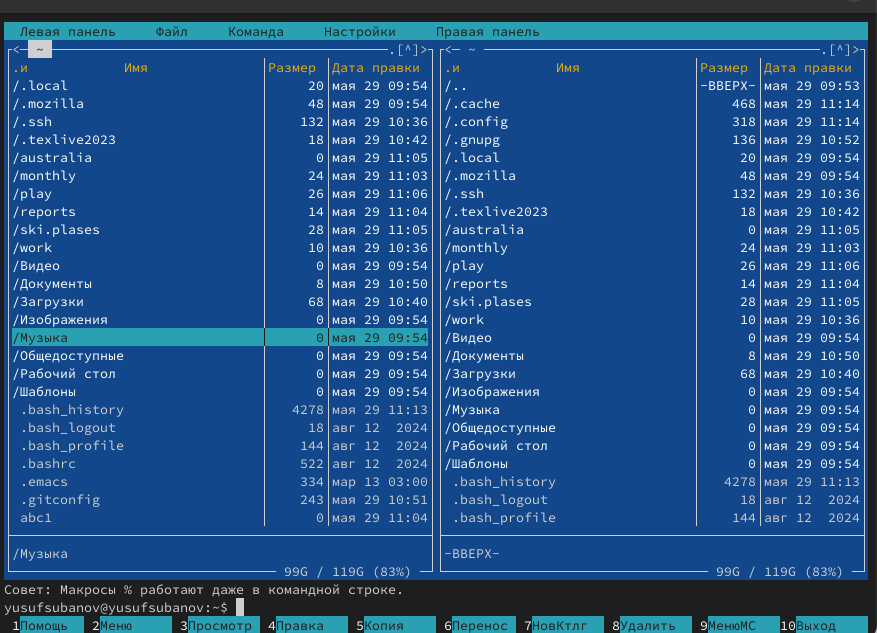 Левая панель Файл Команда Настройки Правая панель
<─ ~ .[^]>
.и Имя Размер Дата правки
/.local 20 мая 29 09:54
/.mozilla 48 мая 29 09:54
/.ssh 132 мая 29 10:36
/.texlive2023 18 мая 29 10:42
/australia 0 мая 29 11:05
/monthly 24 мая 29 11:03
/play 26 мая 29 11:06
/reports 14 мая 29 11:04
/ski.plases 28 мая 29 11:05
/work 10 мая 29 10:36
/Видео 0 мая 29 09:54
/Документы 8 мая 29 10:50
/Загрузки 68 мая 29 10:40
/Изображения 0 мая 29 09:54
/Музыка 0 мая 29 09:54
/Общедоступные 0 мая 29 09:54
/Рабочий стол 0 мая 29 09:54
/Шаблоны 0 мая 29 09:54
.bash_history 4278 мая 29 11:13
.bash_logout 18 авг 12 2024
.bash_profile 144 авг 12 2024
.bashrc 522 авг 12 2024
.emacs 334 мар 13 03:00
.gitconfig 243 мая 29 10:51
abc1 0 мая 29 11:04
/Музыка
99G / 119G (83%)
<─ ~ .[^]>
.и Имя Размер Дата правки
/.. -ВВЕРХ- мая 29 09:53
/.cache 468 мая 29 11:14
/.config 318 мая 29 11:14
/.gnupg 136 мая 29 10:52
/.local 20 мая 29 09:54
/.mozilla 48 мая 29 09:54
/.ssh 132 мая 29 10:36
/.texlive2023 18 мая 29 10:42
/australia 0 мая 29 11:05
/monthly 24 мая 29 11:03
/play 26 мая 29 11:06
/reports 14 мая 29 11:04
/ski.plases 28 мая 29 11:05
/work 10 мая 29 10:36
/Видео 0 мая 29 09:54
/Документы 8 мая 29 10:50
/Загрузки 68 мая 29 10:40
/Изображения 0 мая 29 09:54
/Музыка 0 мая 29 09:54
/Общедоступные 0 мая 29 09:54
/Рабочий стол 0 мая 29 09:54
/Шаблоны 0 мая 29 09:54
.bash_history 4278 мая 29 11:13
.bash_logout 18 авг 12 2024
.bash_profile 144 авг 12 2024
-ВВЕРХ-
99G / 119G (83%)
Совет: Макросы % работают даже в командной строке.
yusufsubanov@yusufsubanov:~$
1Помощь 2Меню 3Просмотр 4Правка 5Копия 6Перенос 7НовКтлг 8Удалить 9МенюМС 10Выход